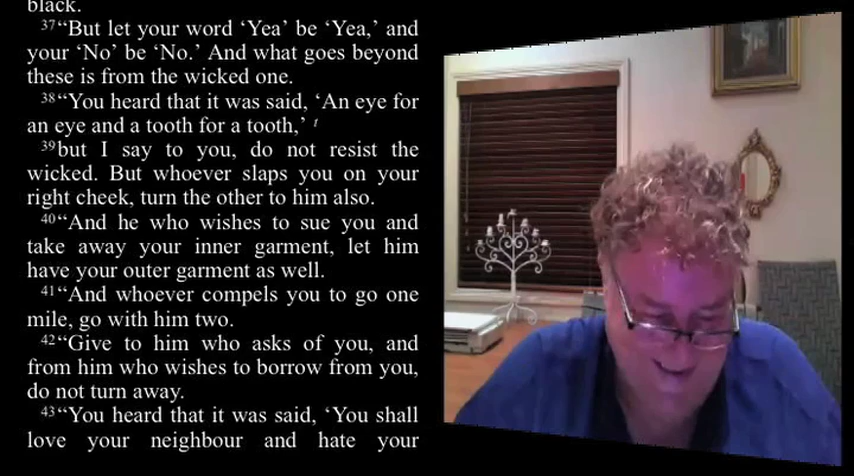 black.
37“But let your word ‘Yea’ be ‘Yea,’ and
your ‘No’ be ‘No.’ And what goes beyond
these is from the wicked one.
38“You heard that it was said, ‘An eye for
an eye and a tooth for a tooth,’ t
39but I say to you, do not resist the
wicked. But whoever slaps you on your
right cheek, turn the other to him also.
40“And he who wishes to sue you and
take away your inner garment, let him
have your outer garment as well.
41“And whoever compels you to go one
mile, go with him two.
42“Give to him who asks of you, and
from him who wishes to borrow from you,
do not turn away.
43“You heard that it was said, ‘You shall
love your neighbour and hate your